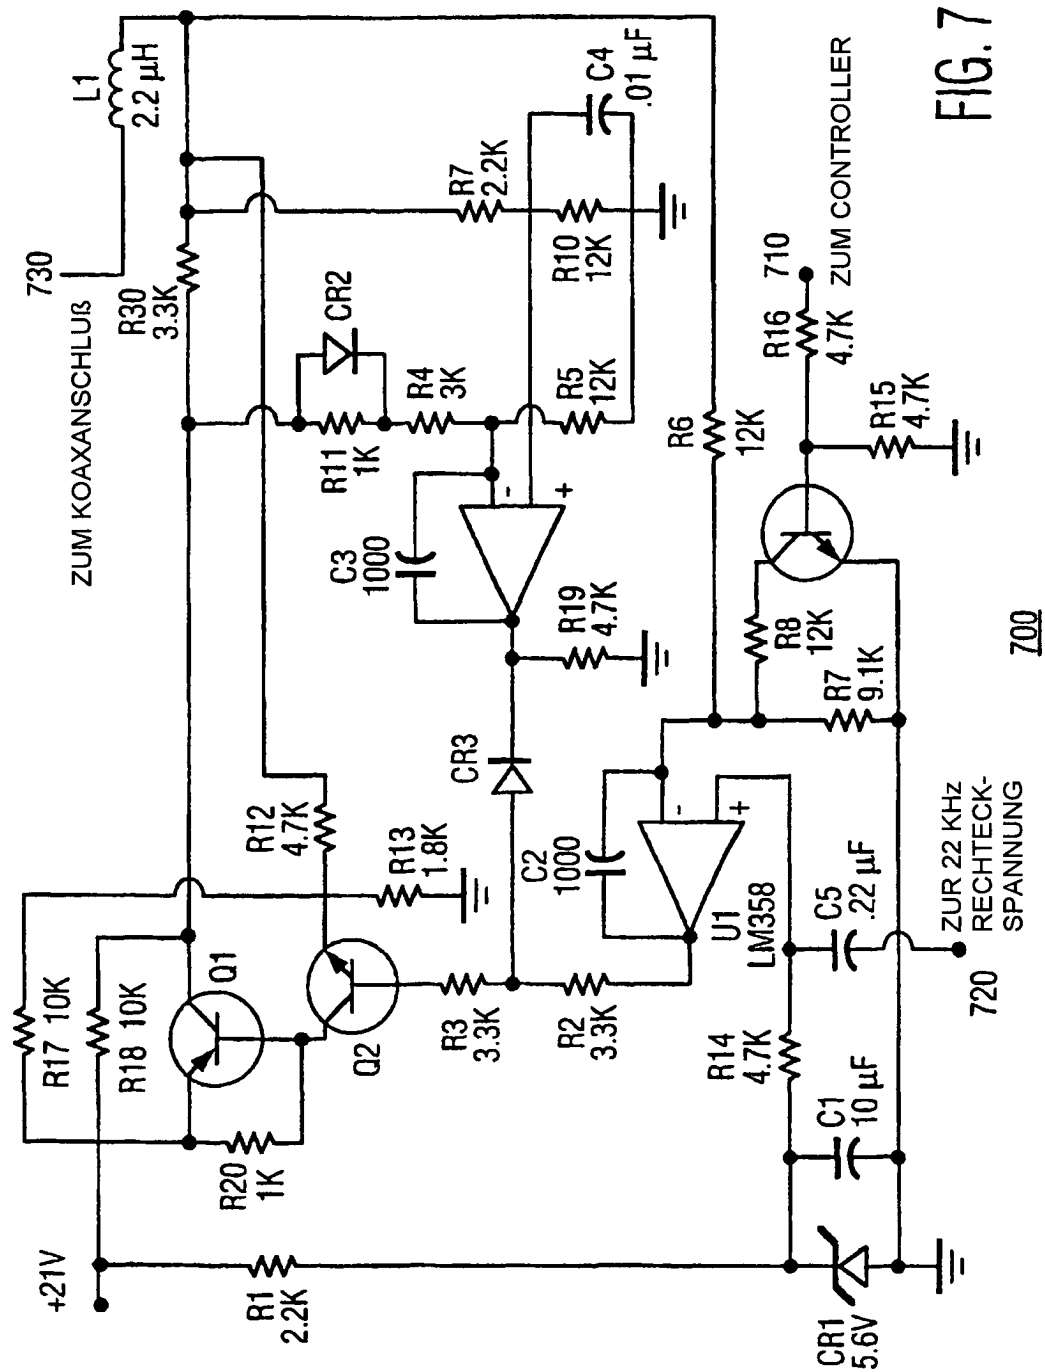 +21V
R17 10K
R18 10K
Q1
R20
1K
R1
2.2K
Q2
R12
4.7K
R13
1.8K
R3
3.3K
R2
3.3K
CR3
ZUM KOAXANSCHLUß
730
L1
2.2 µH
R30
3.3K
R11
1K
CR2
R4
3K
C3
1000
-
+
R19
4.7K
R5
12K
R7
2.2K
R10
12K
C4
.01 µF
R6
12K
C2
1000
-
+
U1
LM358
R14
4.7K
C1
10 µF
CR1
5.6V
C5
.22 µF
720
ZUR 22 KHz
RECHTECK-
SPANNUNG
R8
12K
R7
9.1K
R15
4.7K
R16
4.7K
710
ZUM CONTROLLER
700
FIG. 7